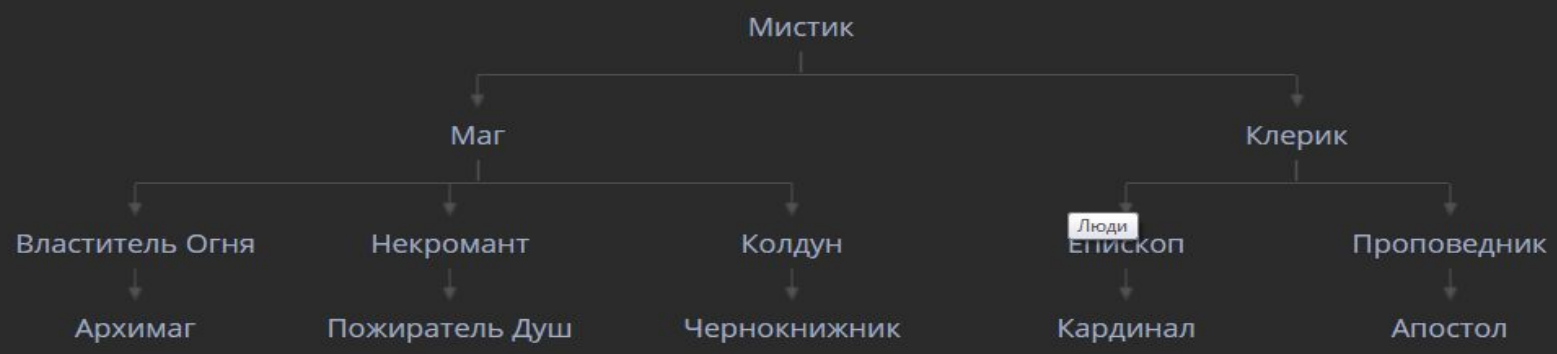 Мистик
Маг Клерик
Люди
Властитель Огня Некромант Колдун Епископ Проповедник
Архимаг Пожиратель Душ Чернокнижник Кардинал Апостол